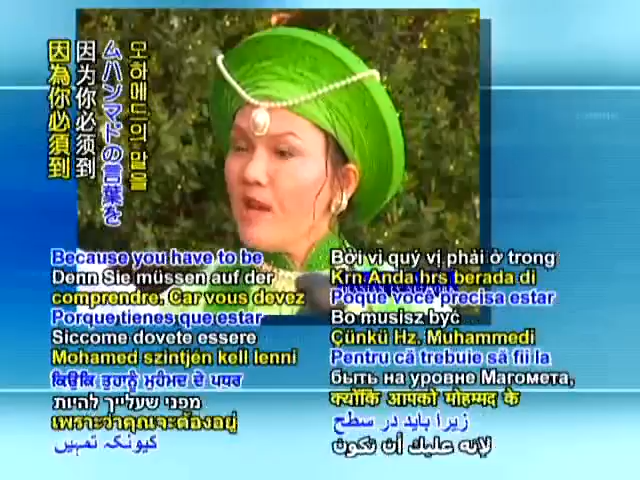 因為你必須到
因为你必须到
ムハンマドの言葉を
모하메드의 말을
Because you have to be
Denn Sie müssen auf der
comprendre. Car vous devez
Porque tienes que estar
Siccome dovete essere
Mohamed szintjén kell lenni
ਕਿਉਂਕਿ ਤੁਹਾਨੂੰ ਮੁਹੰਮਦ ਦੇ ਪਧਰ
מפני שעלייך להיות
เพราะว่าคุณจะต้องอยู่
کیونکہ تمہیں
Bởi vị quý vị phải ở trong
Krn Anda hrs berada di
Poque você precisa estar
Bo musisz być
Çünkü Hz. Muhammedi
Pentru că trebuie să fii la
быть на уровне Магомета,
क्योंकि आपको मोहम्मद के
زیرا باید در سطح
لإنه عليك أن تكون